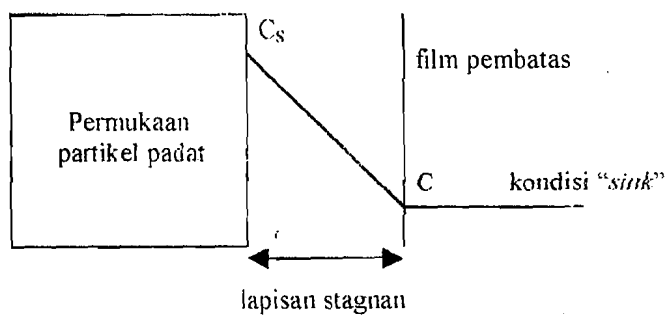 Cs
film pembatas
Permukaan
partikel padat
C
kondisi “sink”
lapisan stagnan